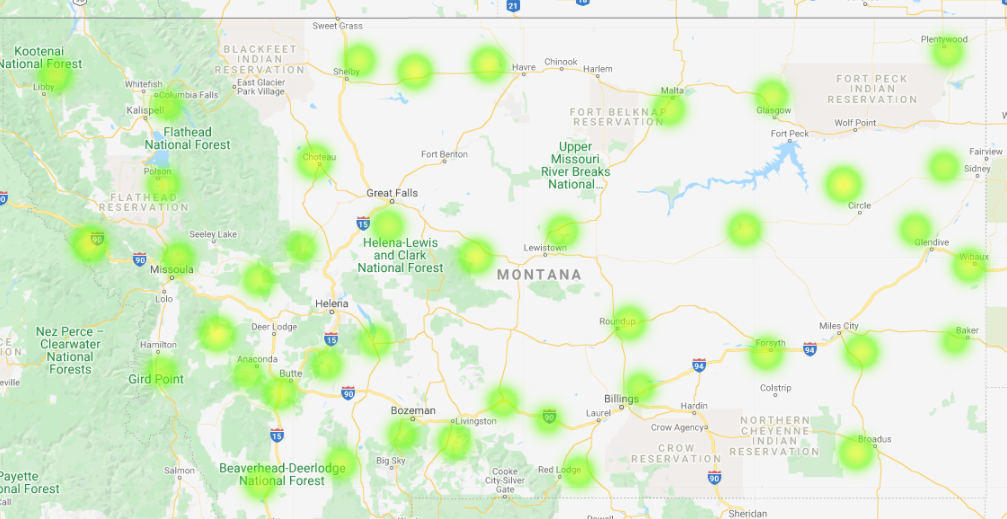 21
Sweet Grass
Plentywood
Kootenai
National Forest
Libby
BLACKFEET
INDIAN
RESERVATION
East Glacier
Park Village
Whitefish
Columbia Falls
Kalispell
Shelby
Havre
Chinook
Harlem
Malta
Glasgow
FORT PECK
INDIAN
RESERVATION
FORT BELKNAP
RESERVATION
Wolf Point
Fort Peck
Flathead
National Forest
Polson
FLATHEAD
RESERVATION
Choteau
Fort Benton
Upper
Missouri
River Breaks
National...
Fairview
Sidney
Circle
Great Falls
15
Helena-Lewis
and Clark
National Forest
Seeley Lake
90
90
Missoula
Lolo
Lewistown
MONTANA
Glendive
Wibaux
Helena
Nez Perce –
Clearwater
National
Forests
Deer Lodge
15
Hamilton
Gird Point
Anaconda
Butte
90
Roundup
Miles City
Forsyth
94
94
Baker
Colstrip
Billings
Laurel
Hardin
Crow Agency
90
Bozeman
Livingston
Big Sky
15
Salmon
Beaverhead-Deerlodge
National Forest
Cooke
City-Silver
Gate
Red Lodge
CROW
RESERVATION
90
NORTHERN
CHEYENNE
INDIAN
RESERVATION
Broadus
Payette
National Forest
Sheridan
Powell